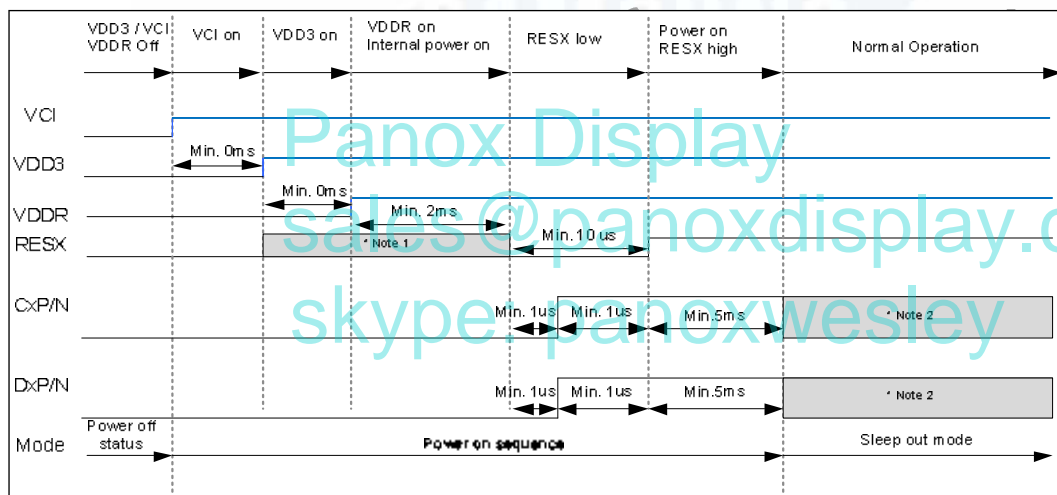 VDD3 / VCI
VDDR Off
VCI on
VDD3 on
VDDR on
Internal power on
RESX low
Power on
RESX high
Normal Operation
VCI
Min. 0ms
VDD3
Min. 0ms
VDDR
Min. 2ms
RESX
* Note 1
Min.10us
CxP/N
Min. 1us
Min. 1us
Min.5ms
* Note 2
DxP/N
Min. 1us
Min. 1us
Min.5ms
* Note 2
Mode
Power off
status
Power on sequence
Sleep out mode
Panox Display
sales@panoxdisplay.c
skype: panoxwesley